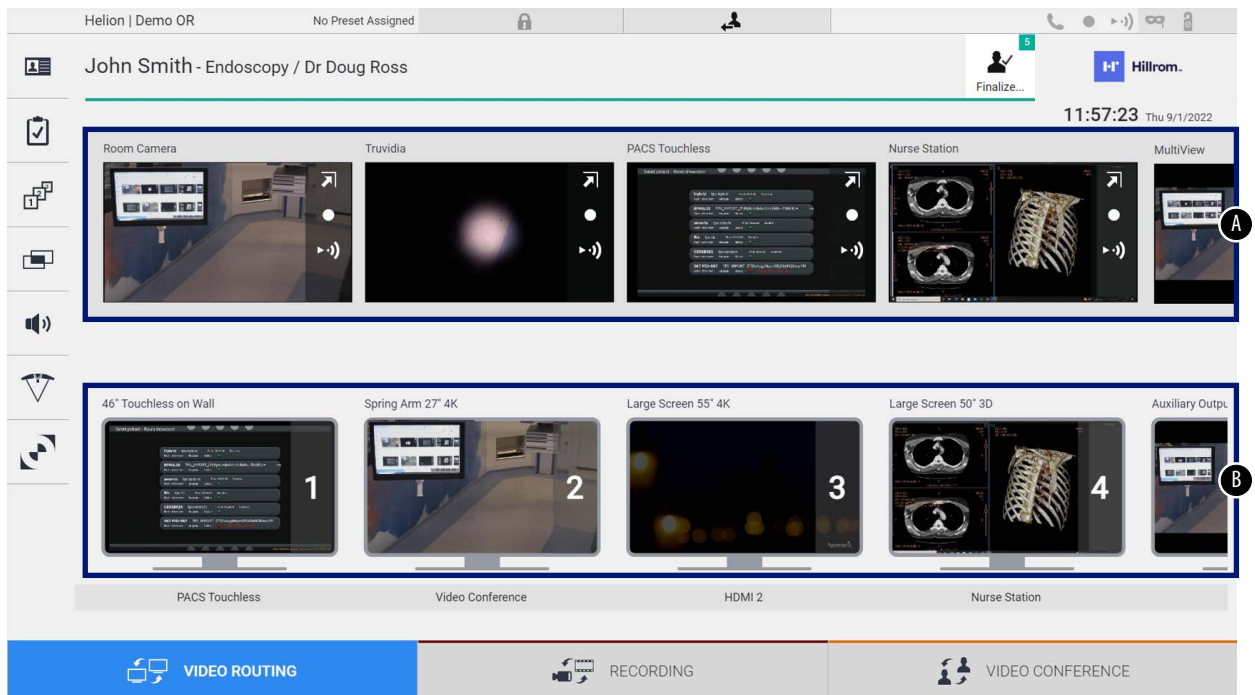 Helion | Demo OR
No Preset Assigned
John Smith - Endoscopy / Dr Doug Ross
5
Finalize...
H-r
Hillrom™
11:57:23 Thu 9/1/2022
Room Camera
Truvidia
PACS Touchless
Nurse Station
MultiView
A
46" Touchless on Wall
Spring Arm 27" 4K
Large Screen 55" 4K
Large Screen 50" 3D
Auxiliary Outpu
1
2
3
4
B
PACS Touchless
Video Conference
HDMI 2
Nurse Station
VIDEO ROUTING
RECORDING
VIDEO CONFERENCE